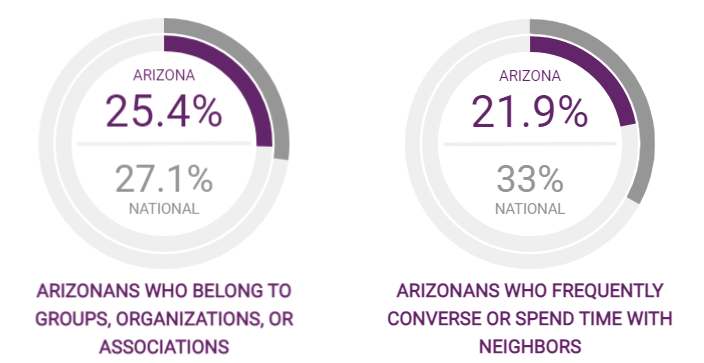 ARIZONA
25.4%
27.1%
NATIONAL
ARIZONANS WHO BELONG TO
GROUPS, ORGANIZATIONS, OR
ASSOCIATIONS
ARIZONA
21.9%
33%
NATIONAL
ARIZONANS WHO FREQUENTLY
CONVERSE OR SPEND TIME WITH
NEIGHBORS